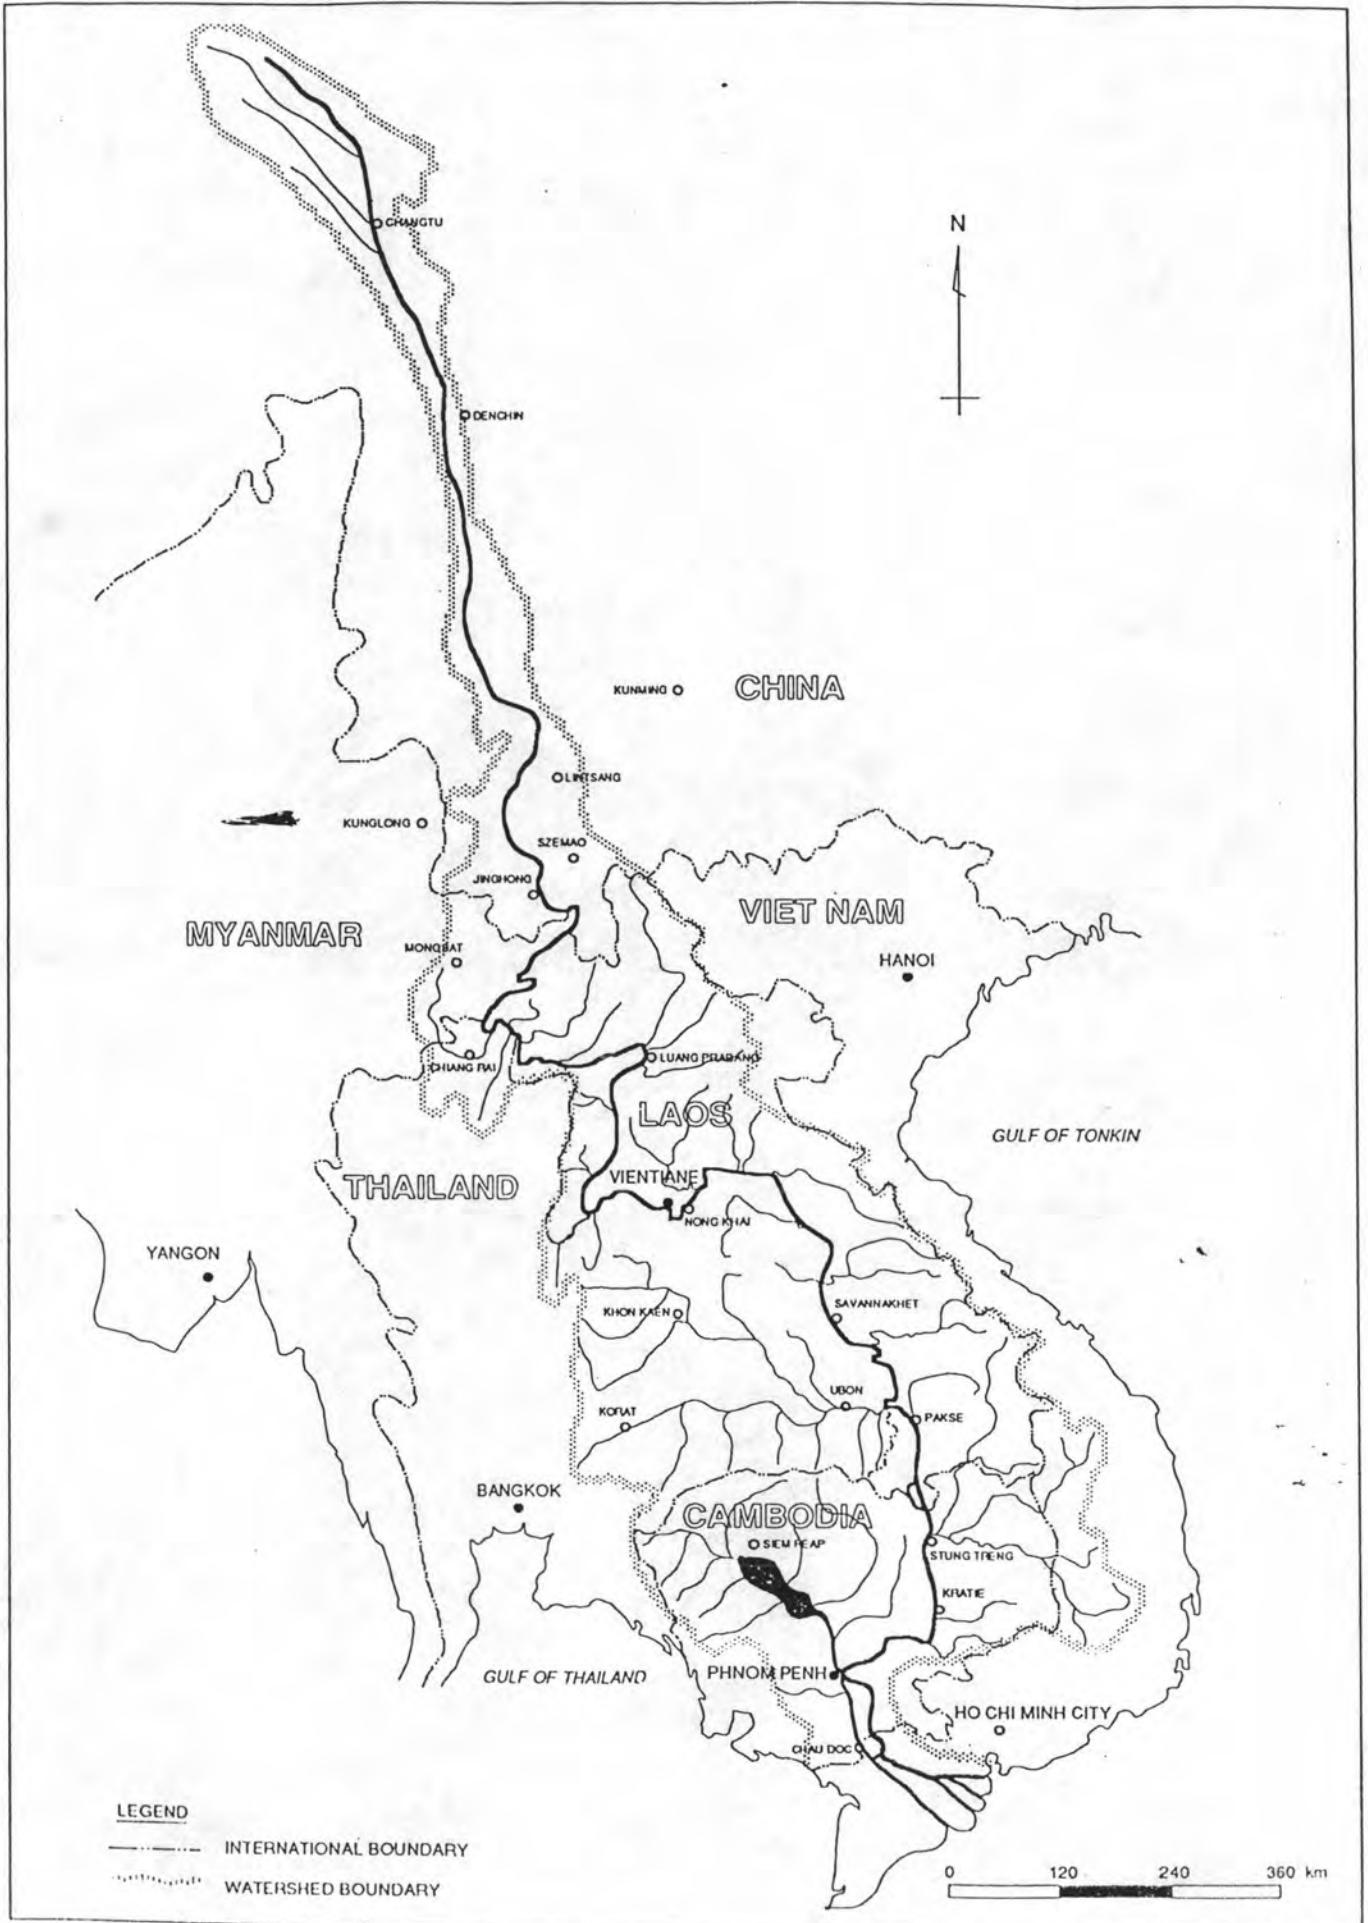 CHANGTU
N
DENCHIN
KUNMING
CHINA
LINTSANG
KUNGLONG
SZEMAO
JINGHONG
VIET NAM
MYANMAR
MONG SAT
HANOI
LUANG PRABANG
CHIANG RAI
LAOS
GULF OF TONKIN
THAILAND
VIENTIANE
NONG KHAI
YANGON
SAVANNAKHET
KHON KAEN
UBON
KORAT
PAKSE
BANGKOK
CAMBODIA
SIEM REAP
STUNG TRENG
KRATIE
GULF OF THAILAND
PHNOM PENH
HO CHI MINH CITY
CHAU DOC
LEGEND
INTERNATIONAL BOUNDARY
WATERSHED BOUNDARY
0 120 240 360 km